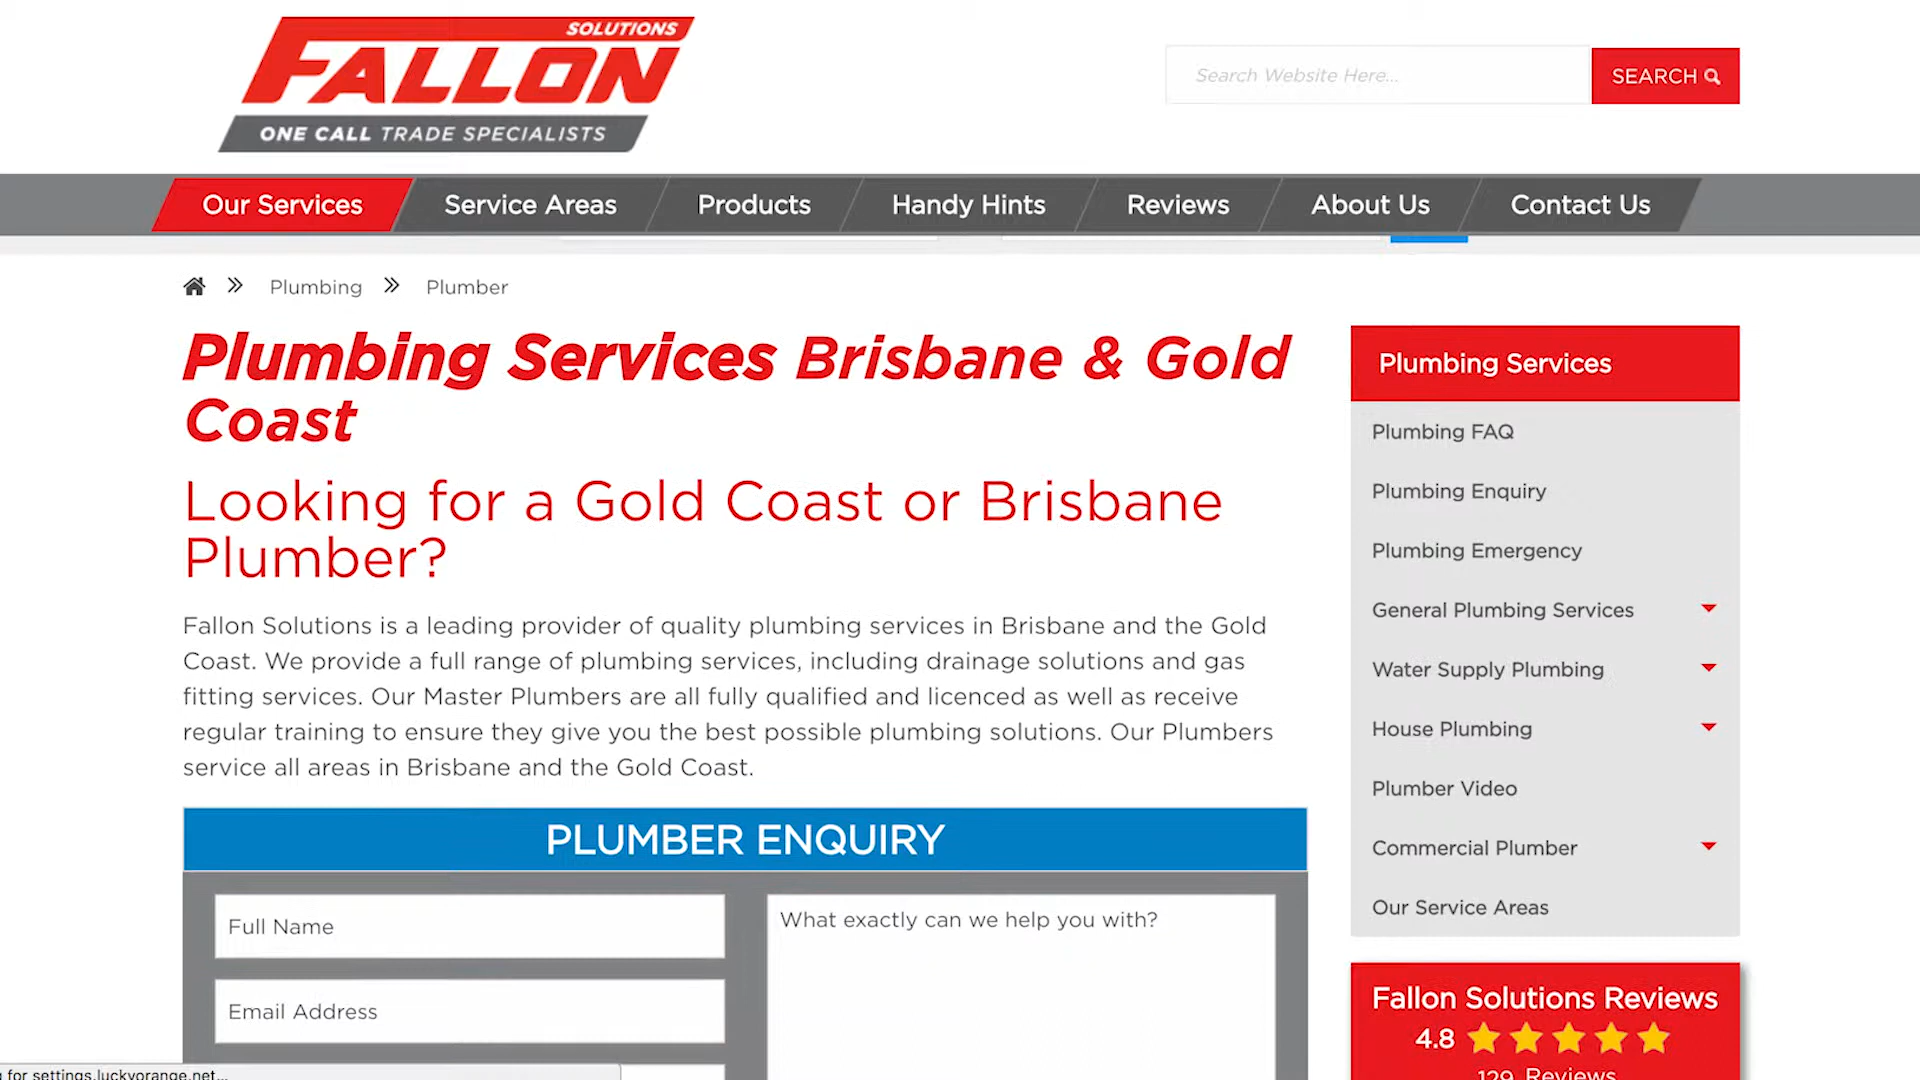 SOLUTIONS
FALLON
ONE CALL TRADE SPECIALISTS
Search Website Here...
SEARCH
Our Services
Service Areas
Products
Handy Hints
Reviews
About Us
Contact Us
Plumbing
Plumber
Plumbing Services Brisbane & Gold
Coast
Looking for a Gold Coast or Brisbane
Plumber?
Fallon Solutions is a leading provider of quality plumbing services in Brisbane and the Gold
Coast. We provide a full range of plumbing services, including drainage solutions and gas
fitting services. Our Master Plumbers are all fully qualified and licenced as well as receive
regular training to ensure they give you the best possible plumbing solutions. Our Plumbers
service all areas in Brisbane and the Gold Coast.
PLUMBER ENQUIRY
Full Name
Email Address
What exactly can we help you with?
Plumbing Services
Plumbing FAQ
Plumbing Enquiry
Plumbing Emergency
General Plumbing Services
Water Supply Plumbing
House Plumbing
Plumber Video
Commercial Plumber
Our Service Areas
Fallon Solutions Reviews
4.8
129 Reviews
for settings.luckyorange.net...